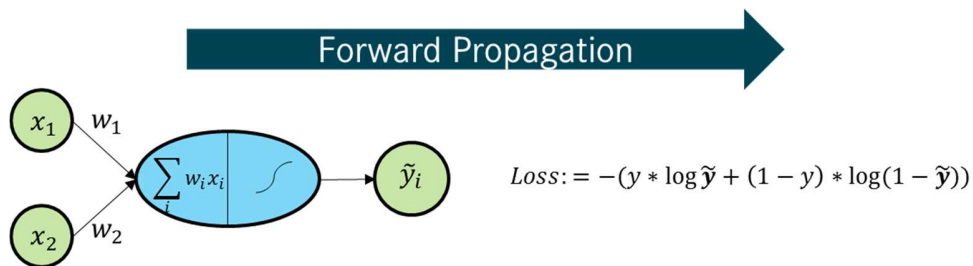 Forward Propagation
x₁
w₁
∑ᵢ wᵢxᵢ
ỹᵢ
Loss: = −(y * log ỹ + (1 − y) * log(1 − ỹ))
w₂
x₂